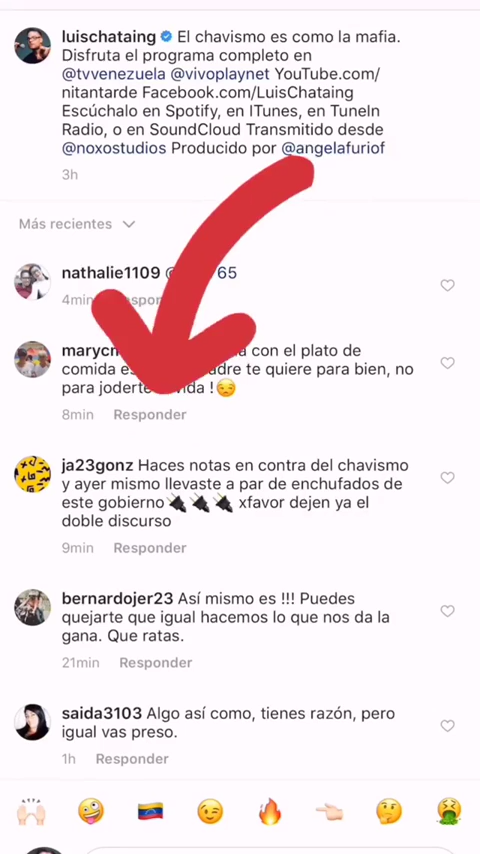 luischataing El chavismo es como la mafia.
Disfruta el programa completo en
@tvvenezuela @vivoplaynet YouTube.com/
nitantarde Facebook.com/LuisChataing
Escúchalo en Spotify, en ITunes, en TuneIn
Radio, o en SoundCloud Transmitido desde
@noxostudios Producido por @angelafuriof
3h
Más recientes
nathalie1109
4min
con el plato de
comida te quiere para bien, no
para
8min Responder
ja23gonz Haces notas en contra del chavismo
y ayer mismo llevaste a par de enchufados de
este gobierno🔌🔌🔌 xfavor dejen ya el
doble discurso
9min Responder
bernardojer23 Así mismo es !!! Puedes
quejarte que igual hacemos lo que nos da la
gana. Que ratas.
21min Responder
saida3103 Algo así como, tienes razón, pero
igual vas preso.
1h Responder